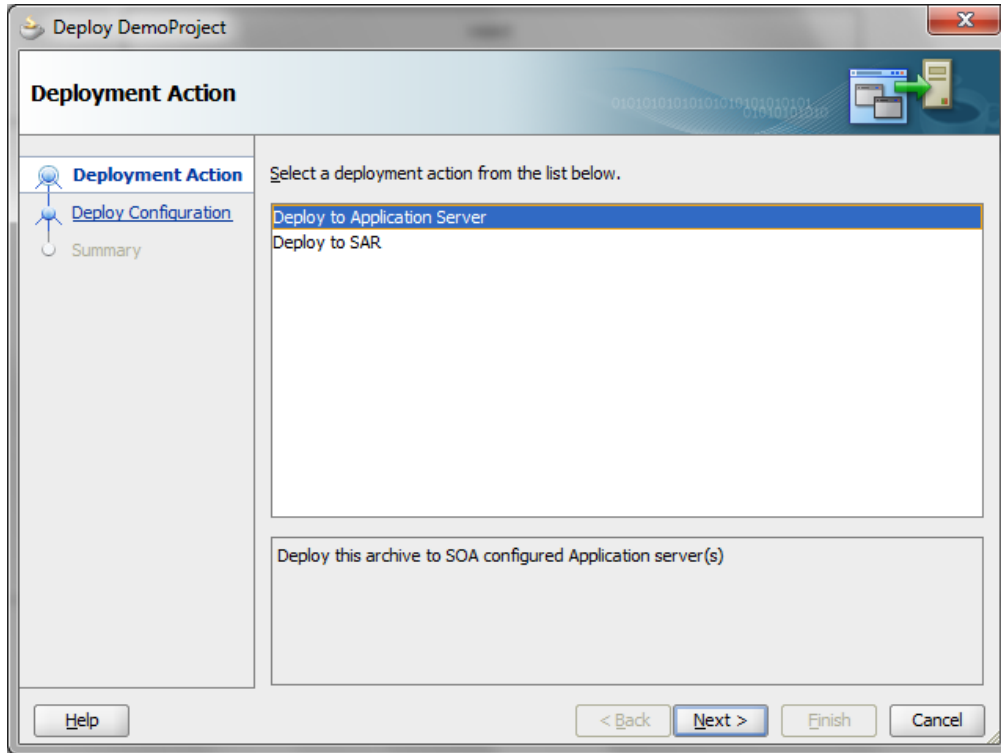 Deploy DemoProject
Deployment Action
Deployment Action
Deploy Configuration
Summary
Select a deployment action from the list below.
Deploy to Application Server
Deploy to SAR
Deploy this archive to SOA configured Application server(s)
Help
< Back
Next >
Finish
Cancel